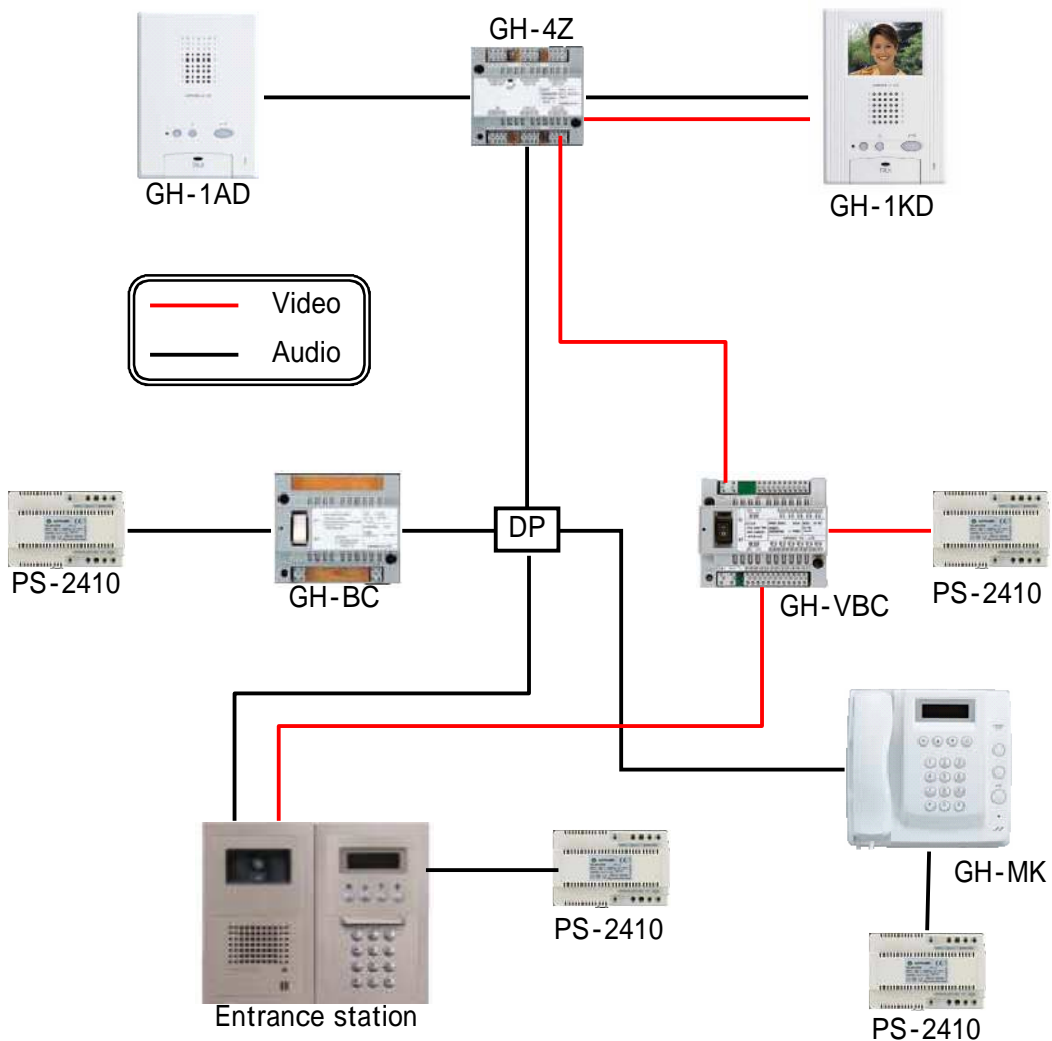 GH-4Z
GH-1AD
GH-1KD
Video
Audio
PS-2410
GH-BC
DP
GH-VBC
PS-2410
GH-MK
PS-2410
Entrance station
PS-2410